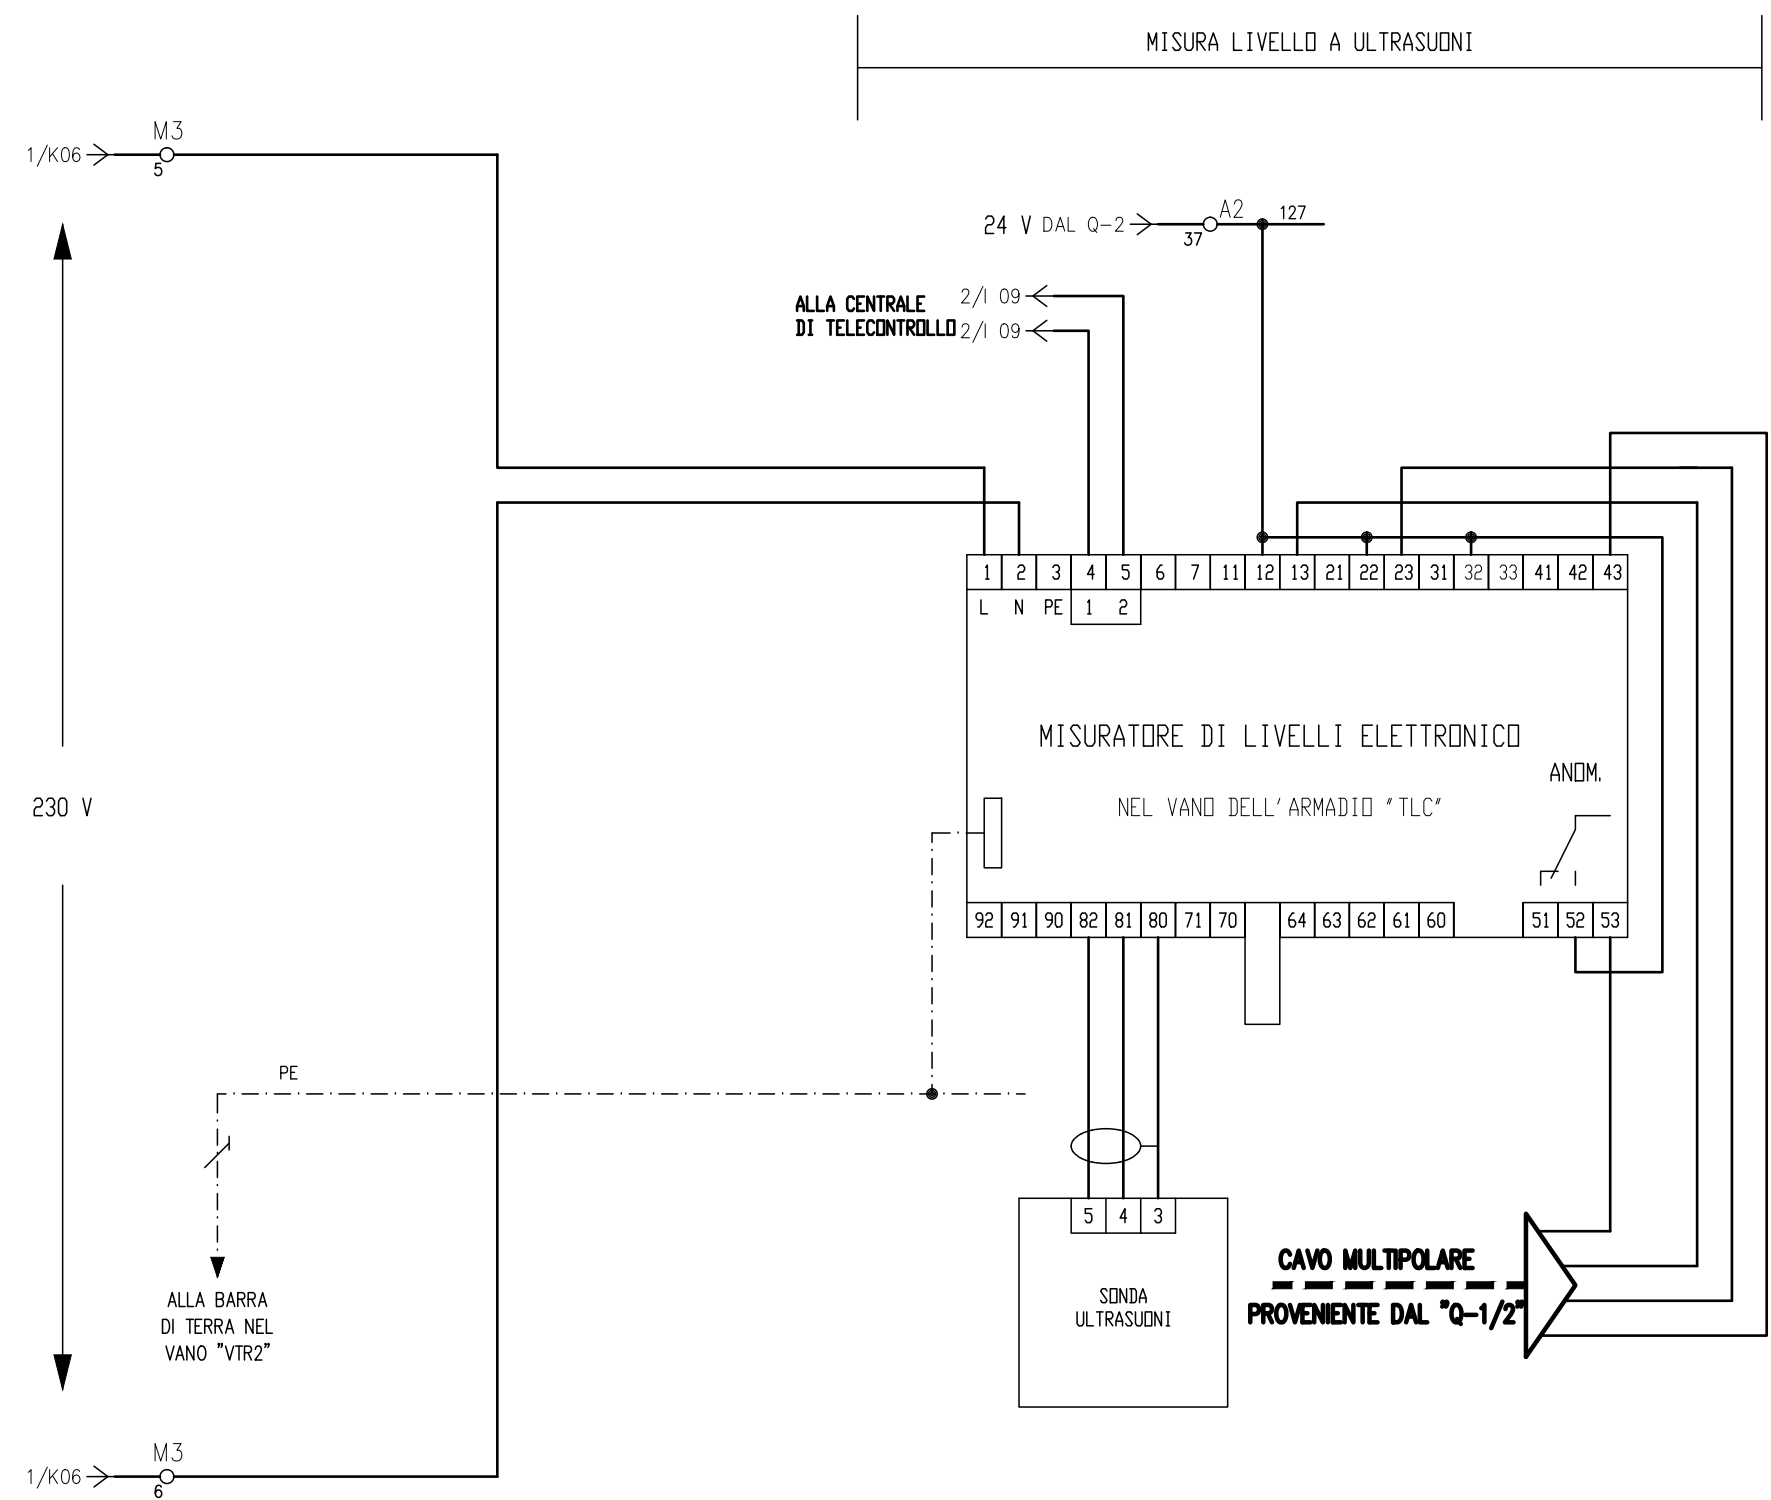 MISURA LIVELLO A ULTRASUONI
M3
1/K06
5
A2
127
24 V DAL Q-2
37
ALLA CENTRALE
DI TELECONTROLLO
2/I 09
2/I 09
1 2 3 4 5 6 7 11 12 13 21 22 23 31 32 33 41 42 43
L N PE 1 2
MISURATORE DI LIVELLI ELETTRONICO
ANOM.
NEL VANO DELL'ARMADIO "TLC"
230 V
92 91 90 82 81 80 71 70 64 63 62 61 60 51 52 53
PE
5 4 3
SONDA
ULTRASUONI
CAVO MULTIPOLARE
PROVENIENTE DAL "Q-1/2"
ALLA BARRA
DI TERRA NEL
VANO "VTR2"
M3
1/K06
6